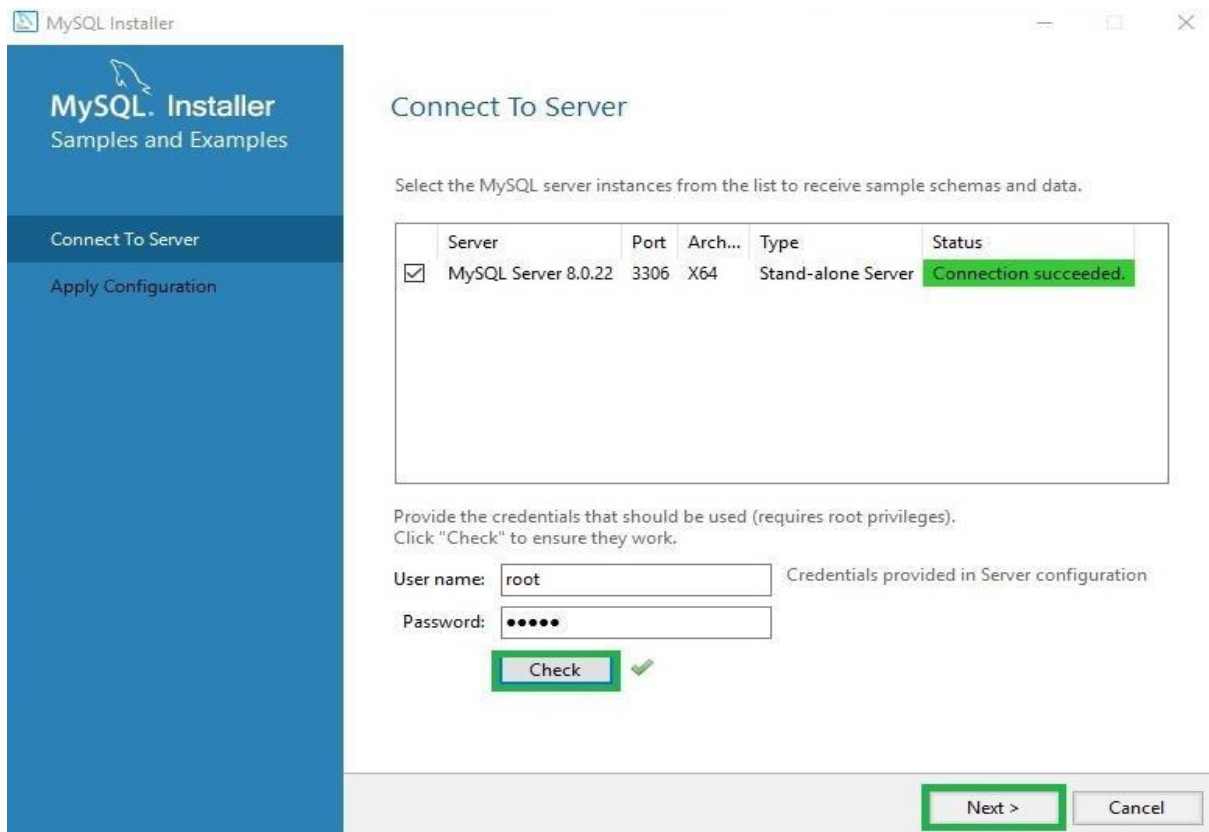 MySQL Installer
MySQL. Installer
Samples and Examples
Connect To Server
Apply Configuration
Connect To Server
Select the MySQL server instances from the list to receive sample schemas and data.
Server Port Arch... Type Status
MySQL Server 8.0.22 3306 X64 Stand-alone Server Connection succeeded.
Provide the credentials that should be used (requires root privileges).
Click "Check" to ensure they work.
User name: root Credentials provided in Server configuration
Password: •••••
Check
Next > Cancel